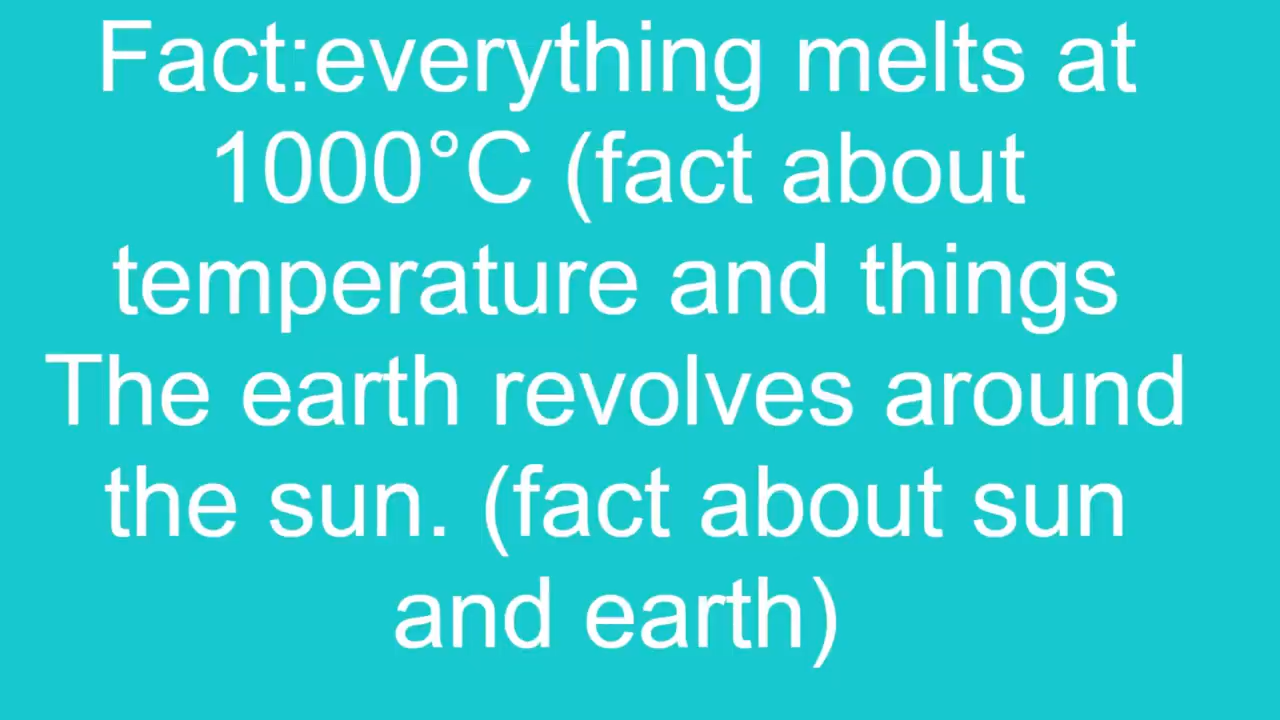 Fact:everything melts at
1000°C (fact about
temperature and things
The earth revolves around
the sun. (fact about sun
and earth)